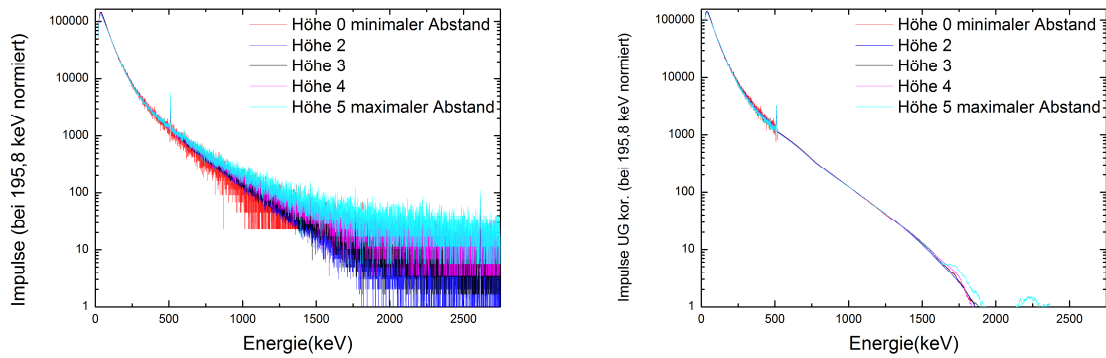 Impulse (bei 195,8 keV normiert)
100000
10000
1000
100
10
1
0
500
1000
1500
2000
2500
Energie(keV)
Höhe 0 minimaler Abstand
Höhe 2
Höhe 3
Höhe 4
Höhe 5 maximaler Abstand
Impulse UG kor. (bei 195,8 keV normiert)
100000
10000
1000
100
10
1
0
500
1000
1500
2000
2500
Energie(keV)
Höhe 0 minimaler Abstand
Höhe 2
Höhe 3
Höhe 4
Höhe 5 maximaler Abstand